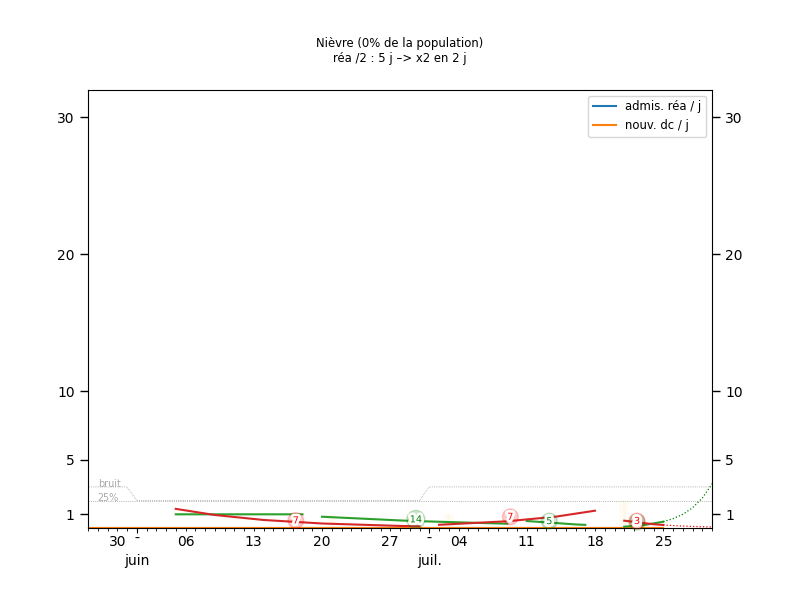 Nièvre (0% de la population)
réa /2 : 5 j –> x2 en 2 j
admis. réa / j
nouv. dc / j
30 30
20 20
10 10
5 5
bruit
25%
1 1
7 14 7 5 3
30 - 06 13 20 27 - 04 11 18 25
juin juil.